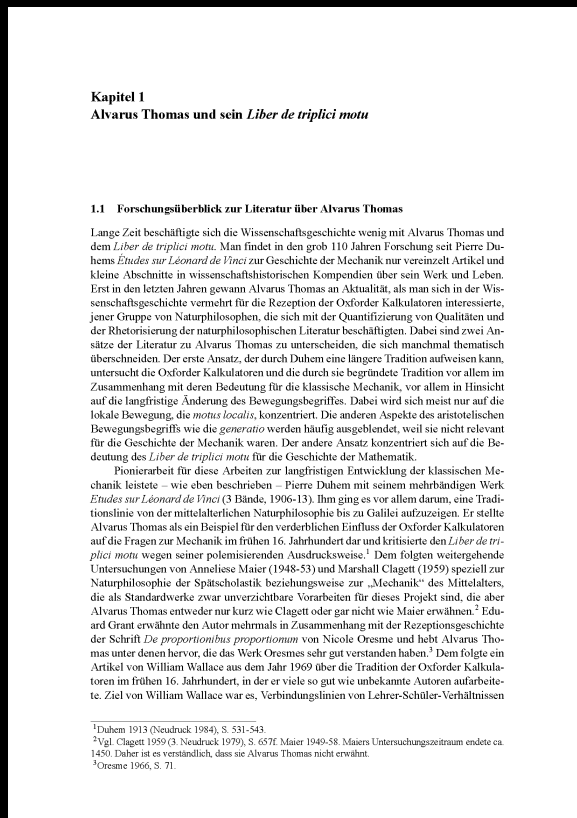 Kapitel 1
Alvarus Thomas und sein Liber de triplici motu
1.1 Forschungsüberblick zur Literatur über Alvarus Thomas
Lange Zeit beschäftigte sich die Wissenschaftsgeschichte wenig mit Alvarus Thomas und
dem Liber de triplici motu. Man findet in den grob 110 Jahren Forschung seit Pierre Du-
hems Études sur Léonard de Vinci zur Geschichte der Mechanik nur vereinzelt Artikel und
kleine Abschnitte in wissenschaftshistorischen Kompendien über sein Werk und Leben.
Erst in den letzten Jahren gewann Alvarus Thomas an Aktualität, als man sich in der Wis-
senschaftsgeschichte vermehrt für die Rezeption der Oxforder Kalkulatoren interessierte,
jener Gruppe von Naturphilosophen, die sich mit der Quantifizierung von Qualitäten und
der Rhetorisierung der naturphilosophischen Literatur beschäftigten. Dabei sind zwei An-
sätze der Literatur zu Alvarus Thomas zu unterscheiden, die sich manchmal thematisch
überschneiden. Der erste Ansatz, der durch Duhem eine längere Tradition aufweisen kann,
untersucht die Oxforder Kalkulatoren und die durch sie begründete Tradition vor allem im
Zusammenhang mit deren Bedeutung für die klassische Mechanik, vor allem in Hinsicht
auf die langfristige Änderung des Bewegungsbegriffes. Dabei wird sich meist nur auf die
lokale Bewegung, die motus localis, konzentriert. Die anderen Aspekte des aristotelischen
Bewegungsbegriffs wie die generatio werden häufig ausgeblendet, weil sie nicht relevant
für die Geschichte der Mechanik waren. Der andere Ansatz konzentriert sich auf die Be-
deutung des Liber de triplici motu für die Geschichte der Mathematik.
Pionierarbeit für diese Arbeiten zur langfristigen Entwicklung der klassischen Me-
chanik leistete – wie eben beschrieben – Pierre Duhem mit seinem mehrbändigen Werk
Etudes sur Léonard de Vinci (3 Bände, 1906-13). Ihm ging es vor allem darum, eine Tradi-
tionslinie von der mittelalterlichen Naturphilosophie bis zu Galilei aufzuzeigen. Er stellte
Alvarus Thomas als ein Beispiel für den verderblichen Einfluss der Oxforder Kalkulatoren
auf die Fragen zur Mechanik im frühen 16. Jahrhundert dar und kritisierte den Liber de tri-
plici motu wegen seiner polemisierenden Ausdrucksweise.1 Dem folgten weitergehende
Untersuchungen von Anneliese Maier (1948-53) und Marshall Clagett (1959) speziell zur
Naturphilosophie der Spätscholastik beziehungsweise zur „Mechanik“ des Mittelalters,
die als Standardwerke zwar unverzichtbare Vorarbeiten für dieses Projekt sind, die aber
Alvarus Thomas entweder nur kurz wie Clagett oder gar nicht wie Maier erwähnen.2 Edu-
ard Grant erwähnte den Autor mehrmals in Zusammenhang mit der Rezeptionsgeschichte
der Schrift De proportionibus proportionum von Nicole Oresme und hebt Alvarus Tho-
mas unter denen hervor, die das Werk Oresmes sehr gut verstanden haben.3 Dem folgte ein
Artikel von William Wallace aus dem Jahr 1969 über die Tradition der Oxforder Kalkula-
toren im frühen 16. Jahrhundert, in der er viele so gut wie unbekannte Autoren aufarbeite-
te. Ziel von William Wallace war es, Verbindungslinien von Lehrer-Schüler-Verhältnissen
1Duhem 1913 (Neudruck 1984), S. 531-543.
2Vgl. Clagett 1959 (3. Neudruck 1979), S. 657f. Maier 1949-58. Maiers Untersuchungszeitraum endete ca.
1450. Daher ist es verständlich, dass sie Alvarus Thomas nicht erwähnt.
3Oresme 1966, S. 71.